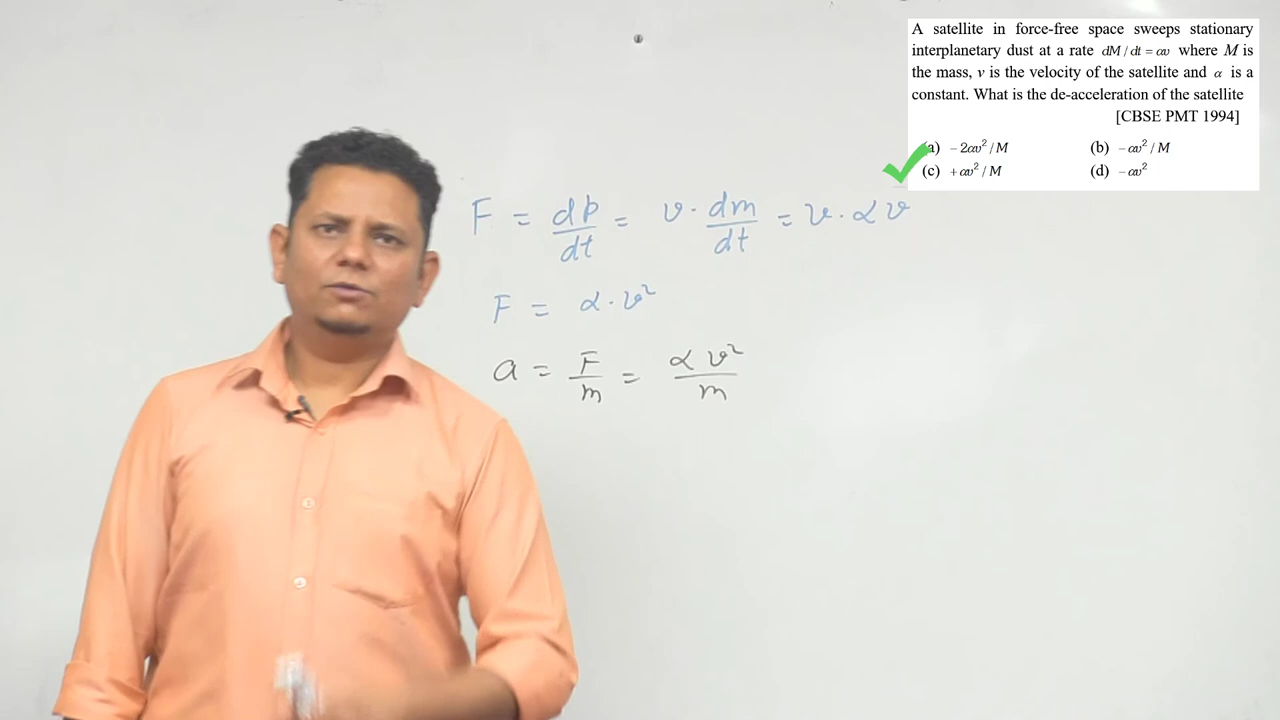 A satellite in force-free space sweeps stationary
interplanetary dust at a rate dM / dt = αv where M is
the mass, v is the velocity of the satellite and α is a
constant. What is the de-acceleration of the satellite
[CBSE PMT 1994]
(a) – 2αv² / M (b) – αv² / M
(c) + αv² / M (d) – αv²
F = dp/dt = v · dm/dt = v · αv
F = α · v²
a = F/m = αv²/m